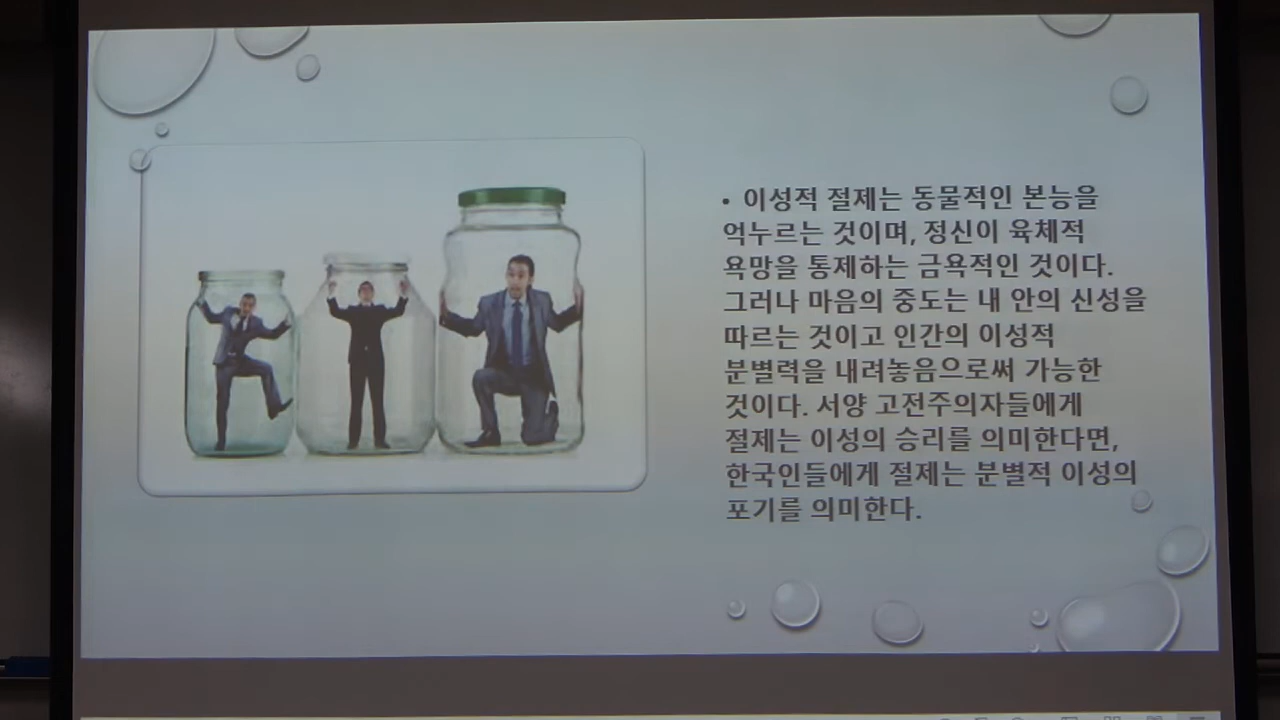 • 이성적 절제는 동물적인 본능을
억누르는 것이며, 정신이 육체적
욕망을 통제하는 금욕적인 것이다.
그러나 마음의 중도는 내 안의 신성을
따르는 것이고 인간의 이성적
분별력을 내려놓음으로써 가능한
것이다. 서양 고전주의자들에게
절제는 이성의 승리를 의미한다면,
한국인들에게 절제는 분별적 이성의
포기를 의미한다.